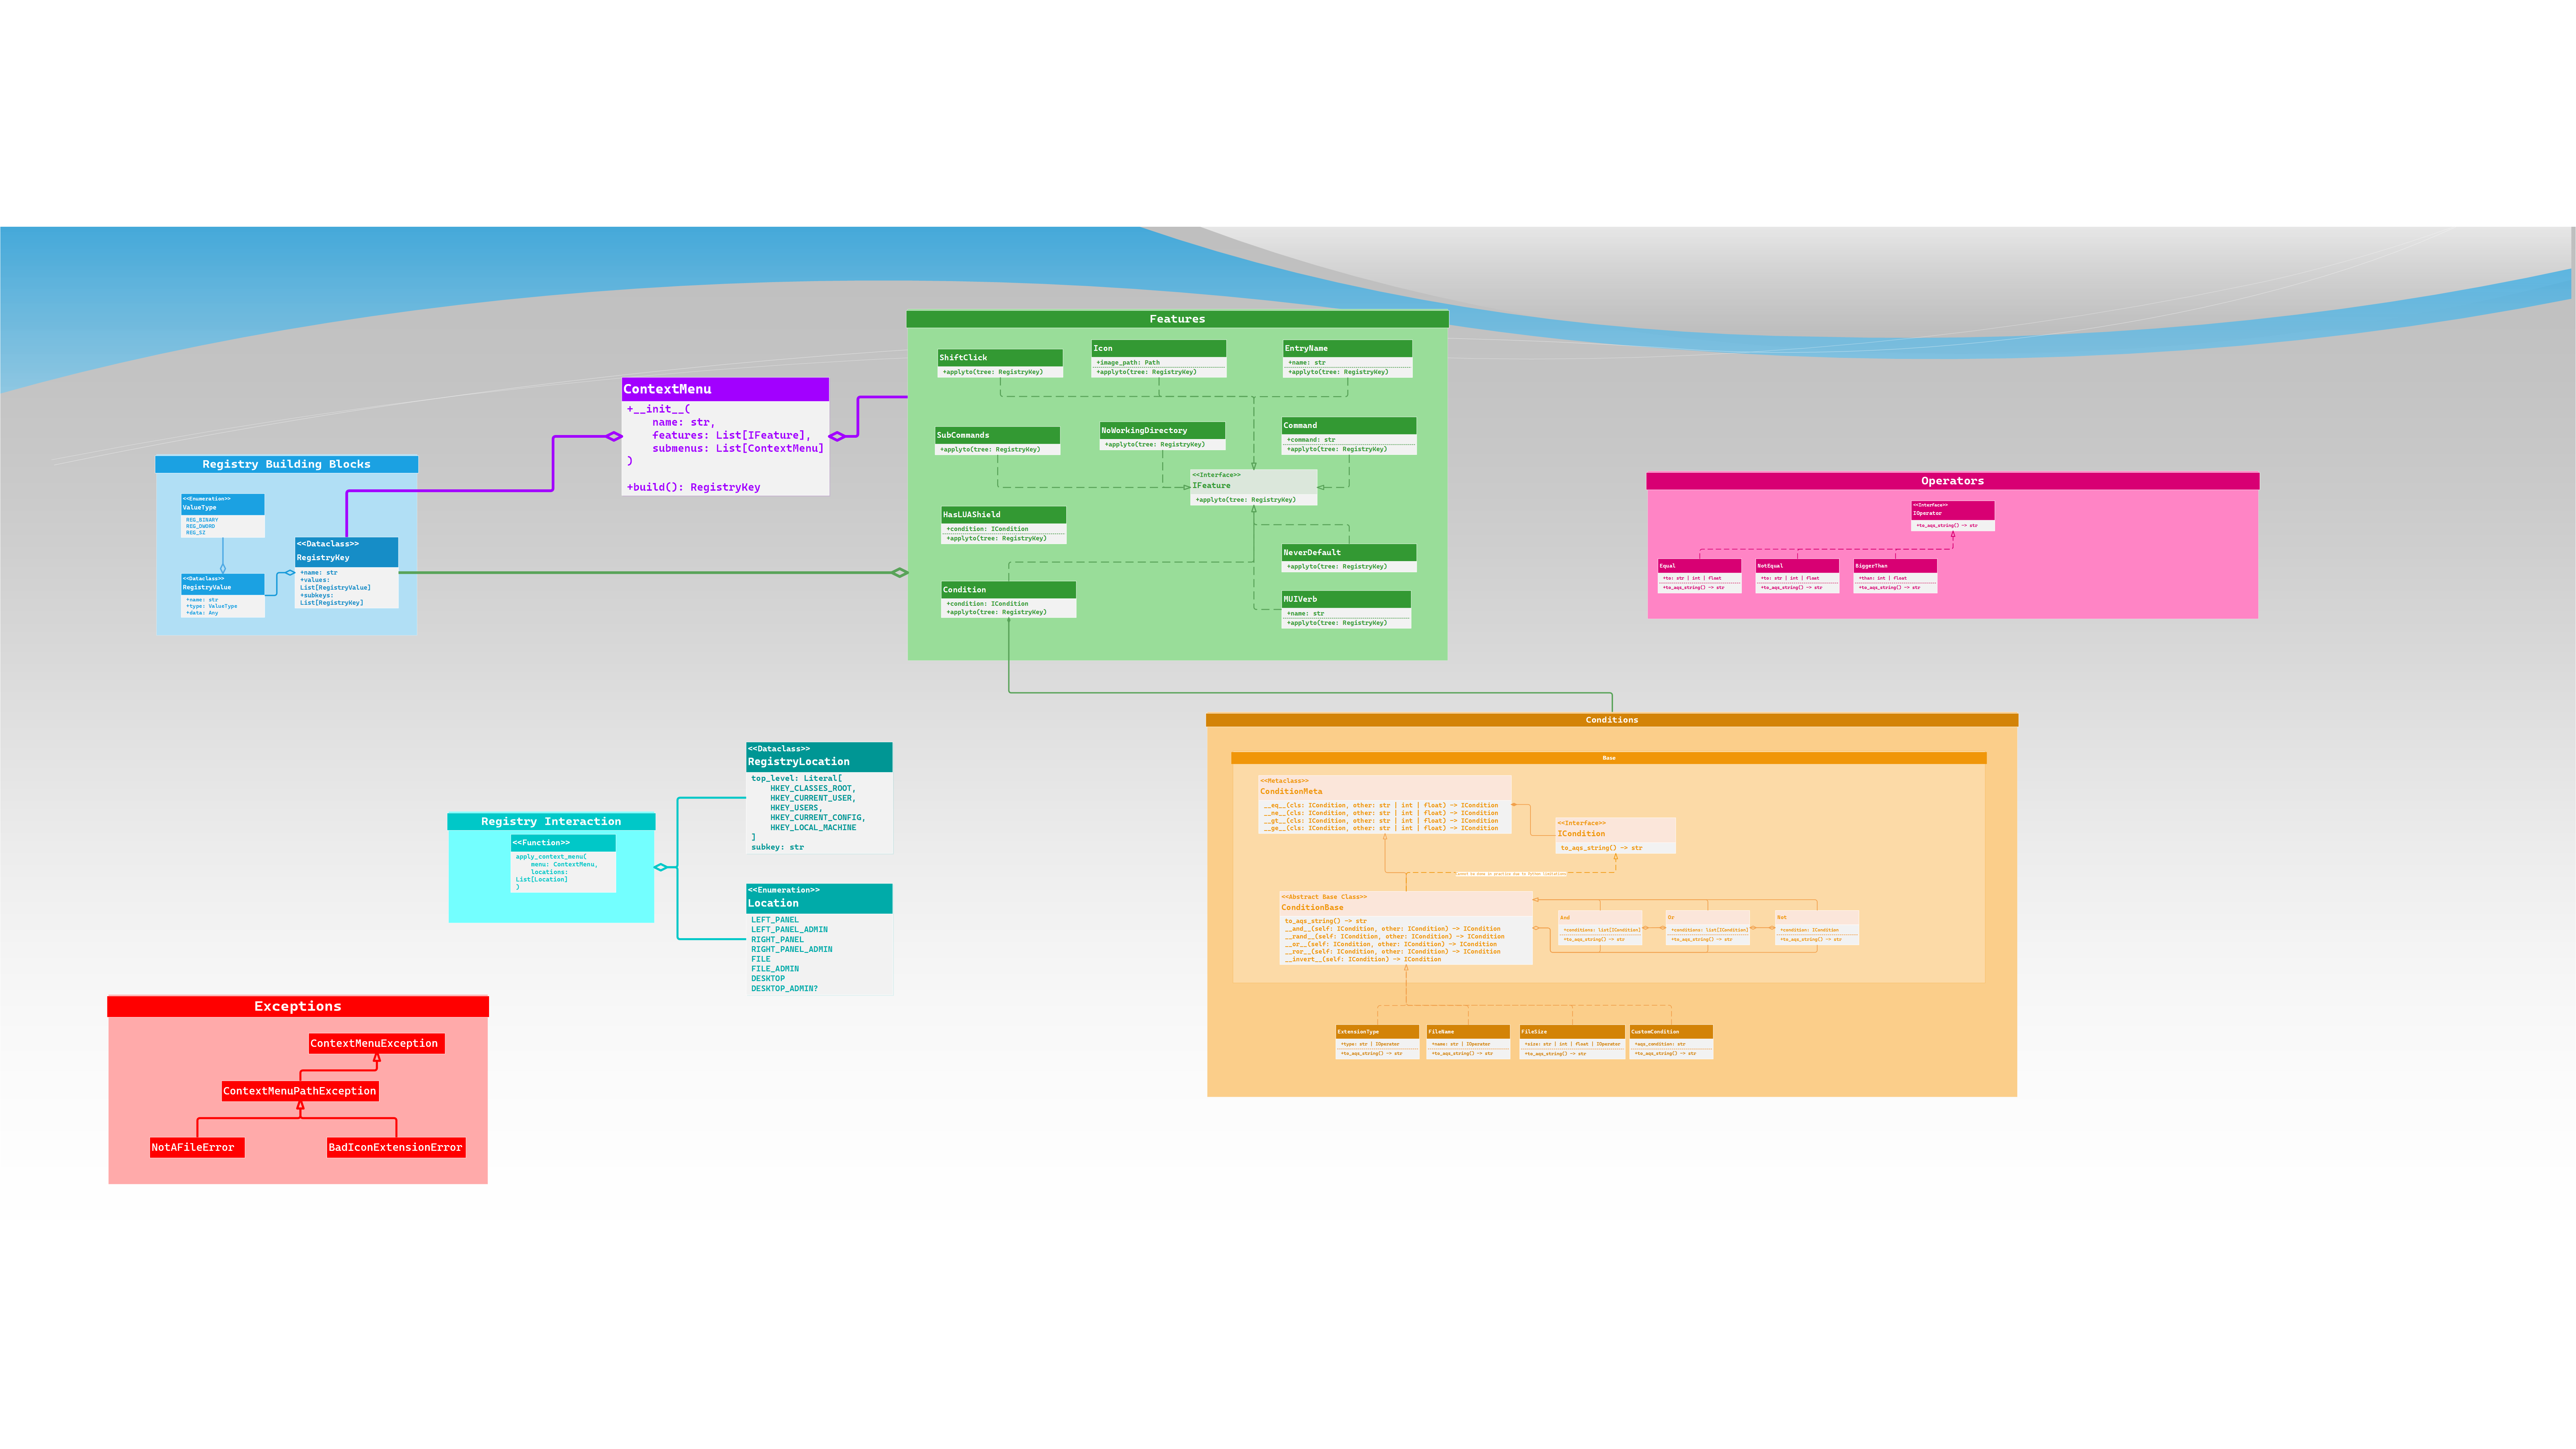 Features
ShiftClick
+applyto(tree: RegistryKey)
Icon
+image_path: Path
+applyto(tree: RegistryKey)
EntryName
+name: str
+applyto(tree: RegistryKey)
SubCommands
+applyto(tree: RegistryKey)
NoWorkingDirectory
+applyto(tree: RegistryKey)
Command
+command: str
+applyto(tree: RegistryKey)
<<Interface>>
IFeature
+applyto(tree: RegistryKey)
HasLUAShield
+condition: ICondition
+applyto(tree: RegistryKey)
NeverDefault
+applyto(tree: RegistryKey)
Condition
+condition: ICondition
+applyto(tree: RegistryKey)
MUIVerb
+name: str
+applyto(tree: RegistryKey)
ContextMenu
+__init__(
name: str,
features: List[IFeature],
submenus: List[ContextMenu]
)
+build(): RegistryKey
Registry Building Blocks
<<Enumeration>>
ValueType
REG_BINARY
REG_DWORD
REG_SZ
<<Dataclass>>
RegistryKey
+name: str
+values:
List[RegistryValue]
+subkeys:
List[RegistryKey]
<<Dataclass>>
RegistryValue
+name: str
+type: ValueType
+data: Any
Operators
<<Interface>>
IOperator
+to_aqs_string() -> str
Equal
+to: str | int | float
+to_aqs_string() -> str
NotEqual
+to: str | int | float
+to_aqs_string() -> str
BiggerThan
+than: int | float
+to_aqs_string() -> str
Registry Interaction
<<Function>>
apply_context_menu(
menu: ContextMenu,
locations:
List[Location]
)
<<Dataclass>>
RegistryLocation
top_level: Literal[
HKEY_CLASSES_ROOT,
HKEY_CURRENT_USER,
HKEY_USERS,
HKEY_CURRENT_CONFIG,
HKEY_LOCAL_MACHINE
]
subkey: str
<<Enumeration>>
Location
LEFT_PANEL
LEFT_PANEL_ADMIN
RIGHT_PANEL
RIGHT_PANEL_ADMIN
FILE
FILE_ADMIN
DESKTOP
DESKTOP_ADMIN?
Conditions
Base
<<Metaclass>>
ConditionMeta
__eq__(cls: ICondition, other: str | int | float) -> ICondition
__ne__(cls: ICondition, other: str | int | float) -> ICondition
__gt__(cls: ICondition, other: str | int | float) -> ICondition
__ge__(cls: ICondition, other: str | int | float) -> ICondition
<<Interface>>
ICondition
to_aqs_string() -> str
<<Abstract Base Class>>
ConditionBase
to_aqs_string() -> str
__and__(self: ICondition, other: ICondition) -> ICondition
__rand__(self: ICondition, other: ICondition) -> ICondition
__or__(self: ICondition, other: ICondition) -> ICondition
__ror__(self: ICondition, other: ICondition) -> ICondition
__invert__(self: ICondition) -> ICondition
And
+conditions: list[ICondition]
+to_aqs_string() -> str
Or
+conditions: list[ICondition]
+to_aqs_string() -> str
Not
+condition: ICondition
+to_aqs_string() -> str
ExtensionType
+type: str | IOperator
+to_aqs_string() -> str
FileName
+name: str | IOperator
+to_aqs_string() -> str
FileSize
+size: str | int | float | IOperator
+to_aqs_string() -> str
CustomCondition
+aqs_condition: str
+to_aqs_string() -> str
Exceptions
ContextMenuException
ContextMenuPathException
NotAFileError
BadIconExtensionError